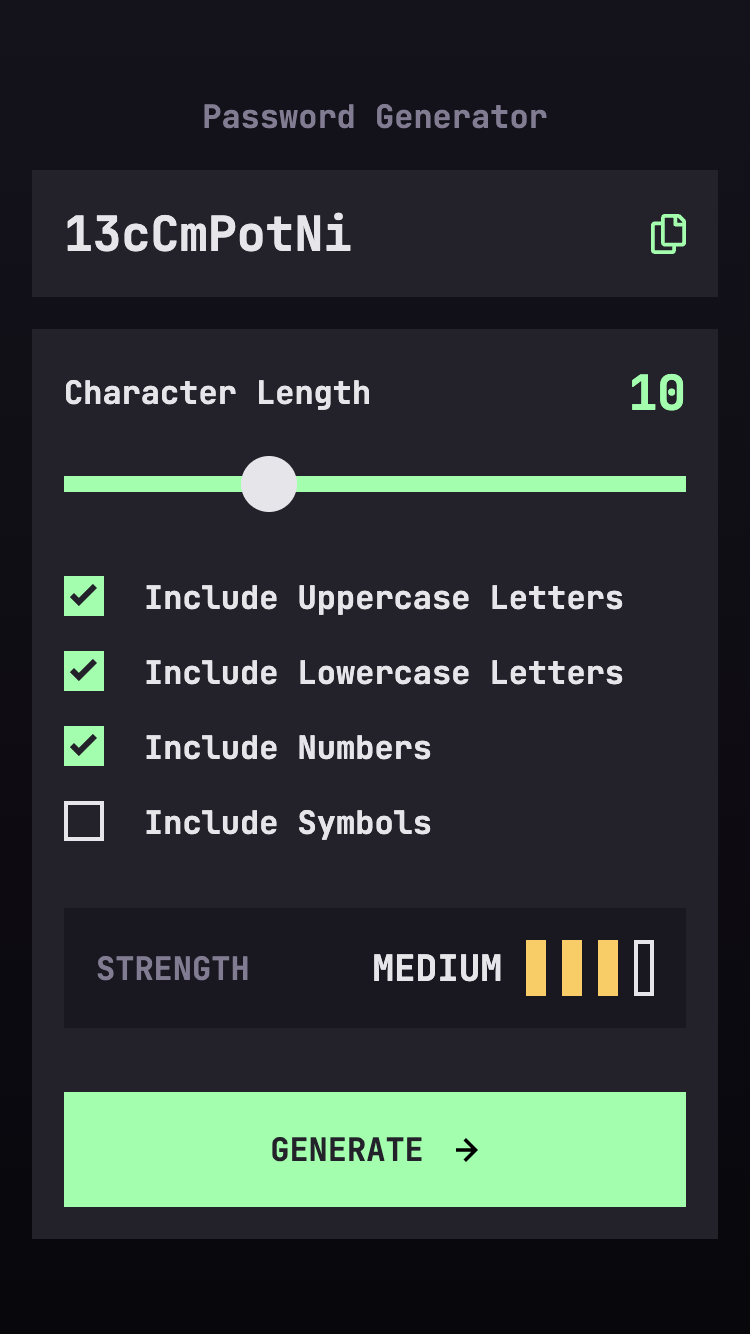 Password Generator
13cCmPotNi
Character Length 10
Include Uppercase Letters
Include Lowercase Letters
Include Numbers
Include Symbols
STRENGTH MEDIUM
GENERATE →